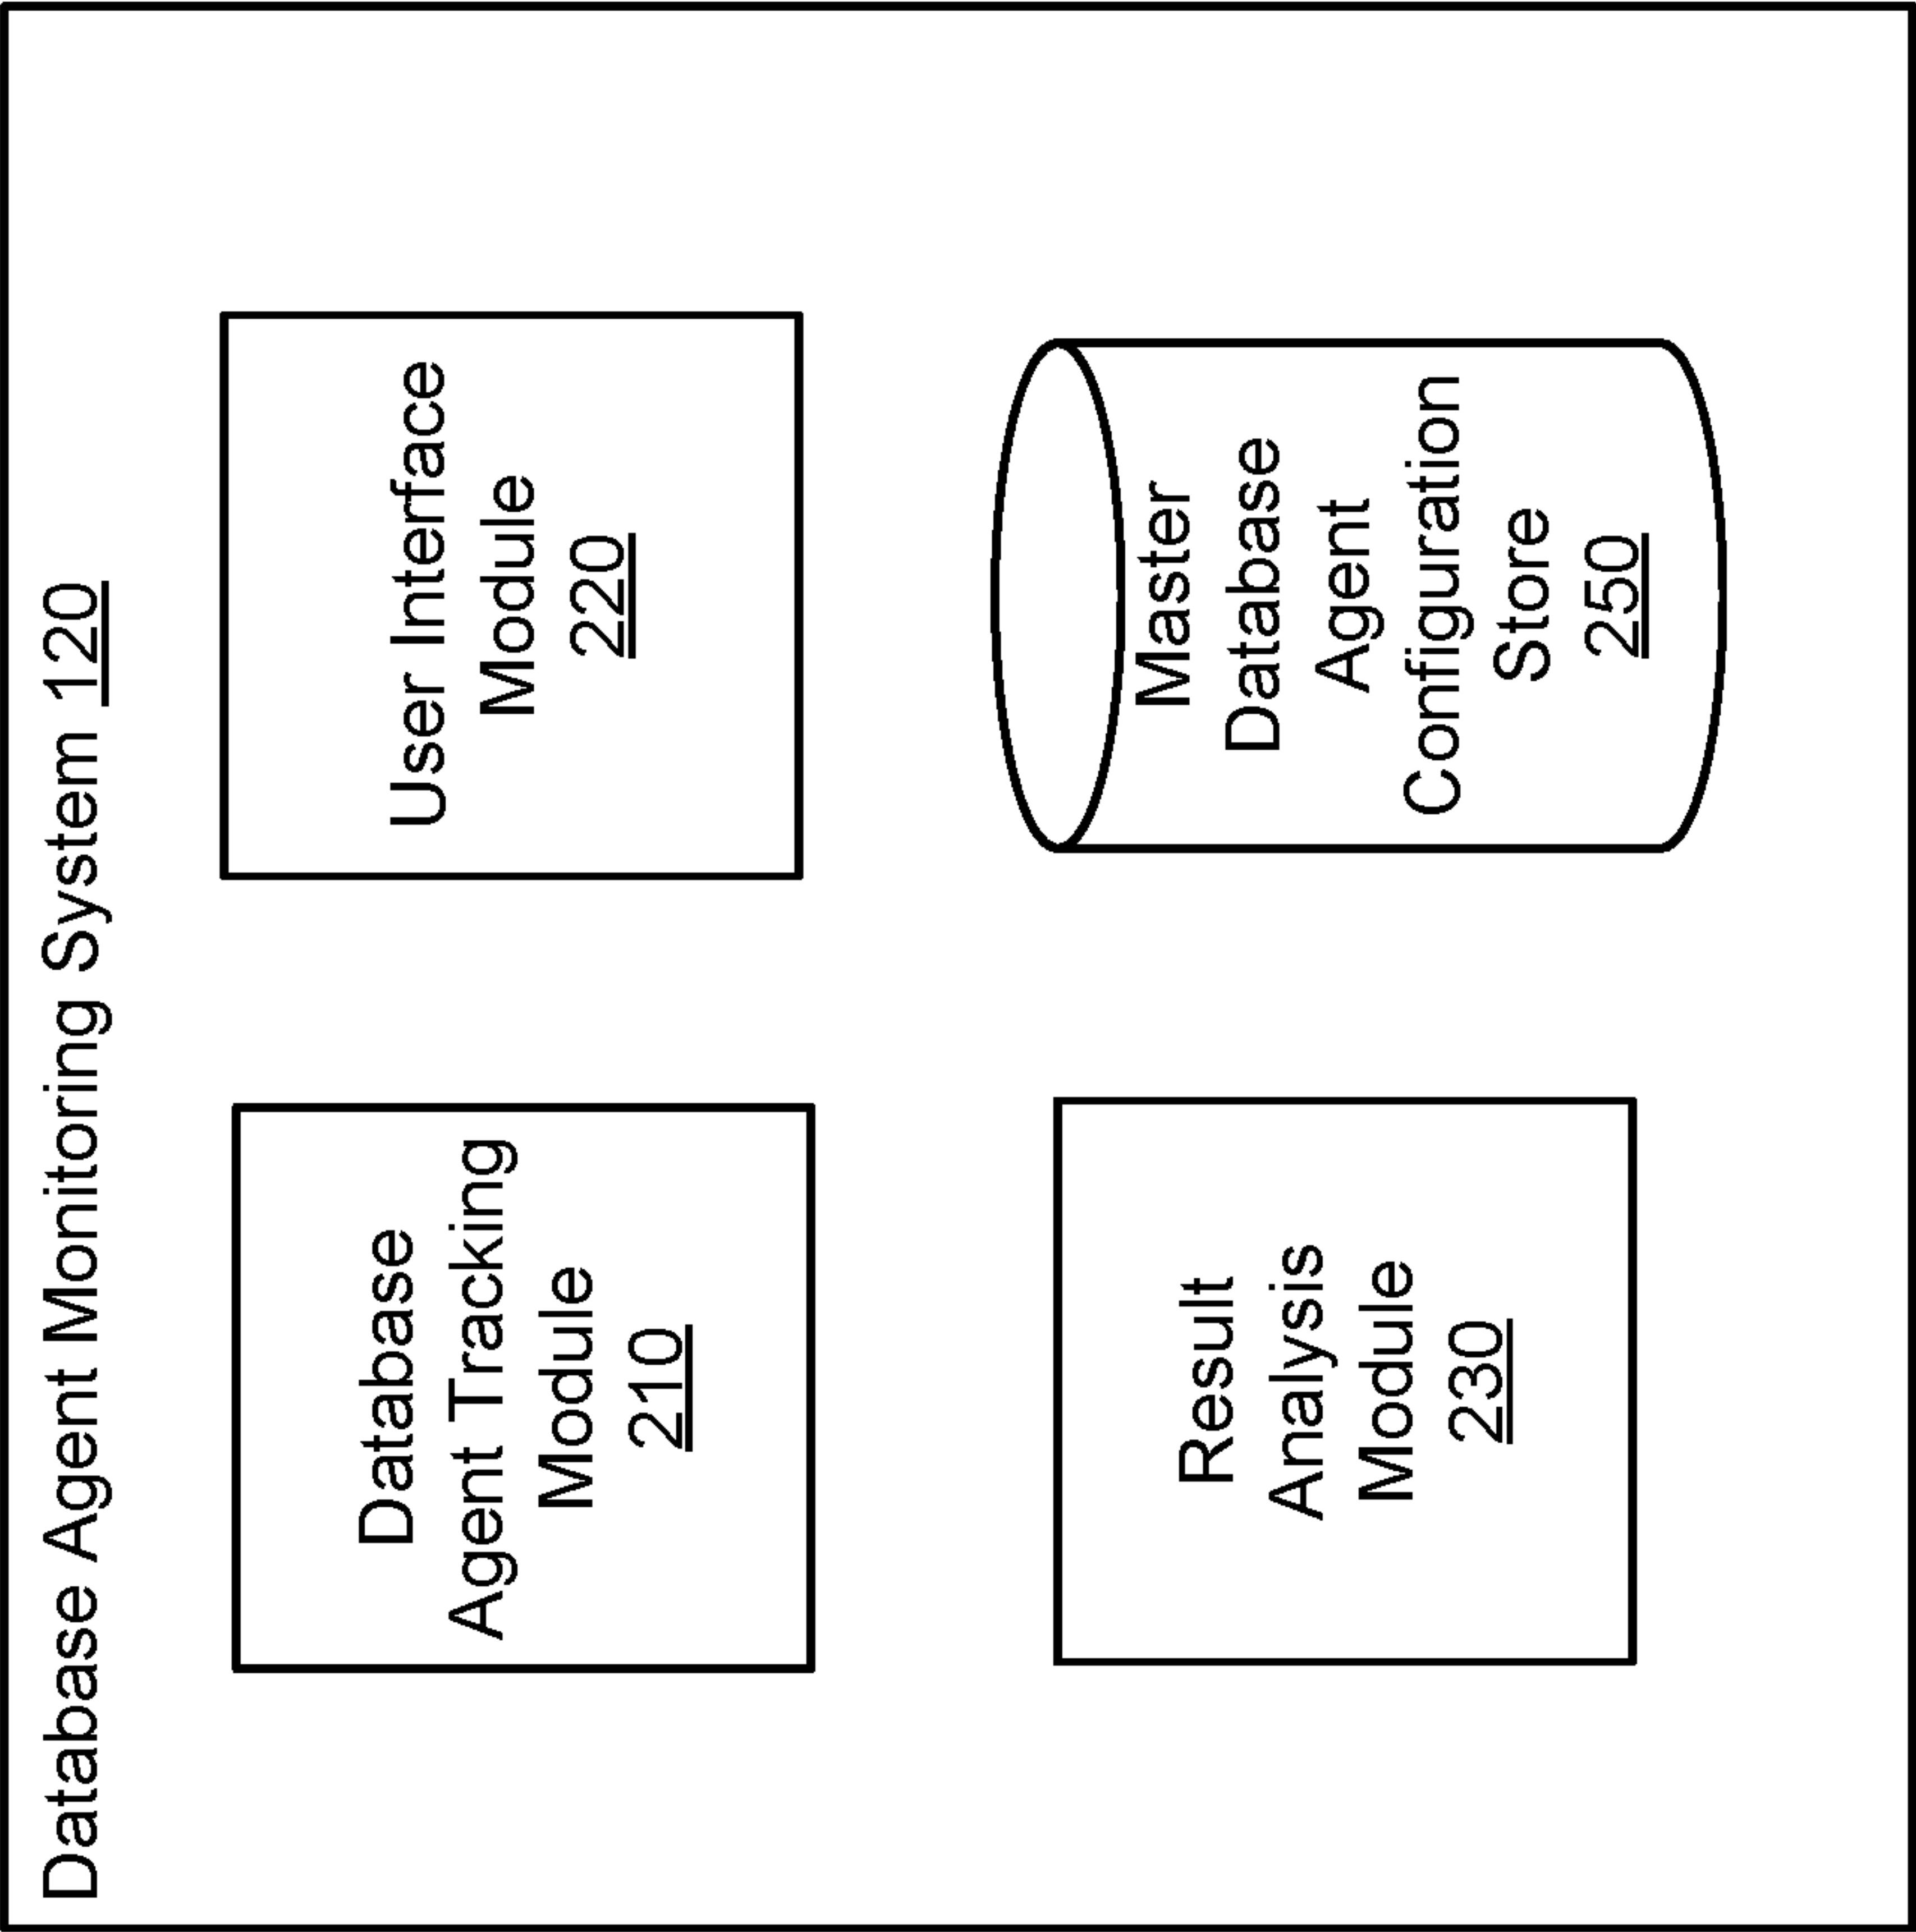 Database Agent Monitoring System 120
Database
Agent Tracking
Module
210
User Interface
Module
220
Result
Analysis
Module
230
Master
Database
Agent
Configuration
Store
250